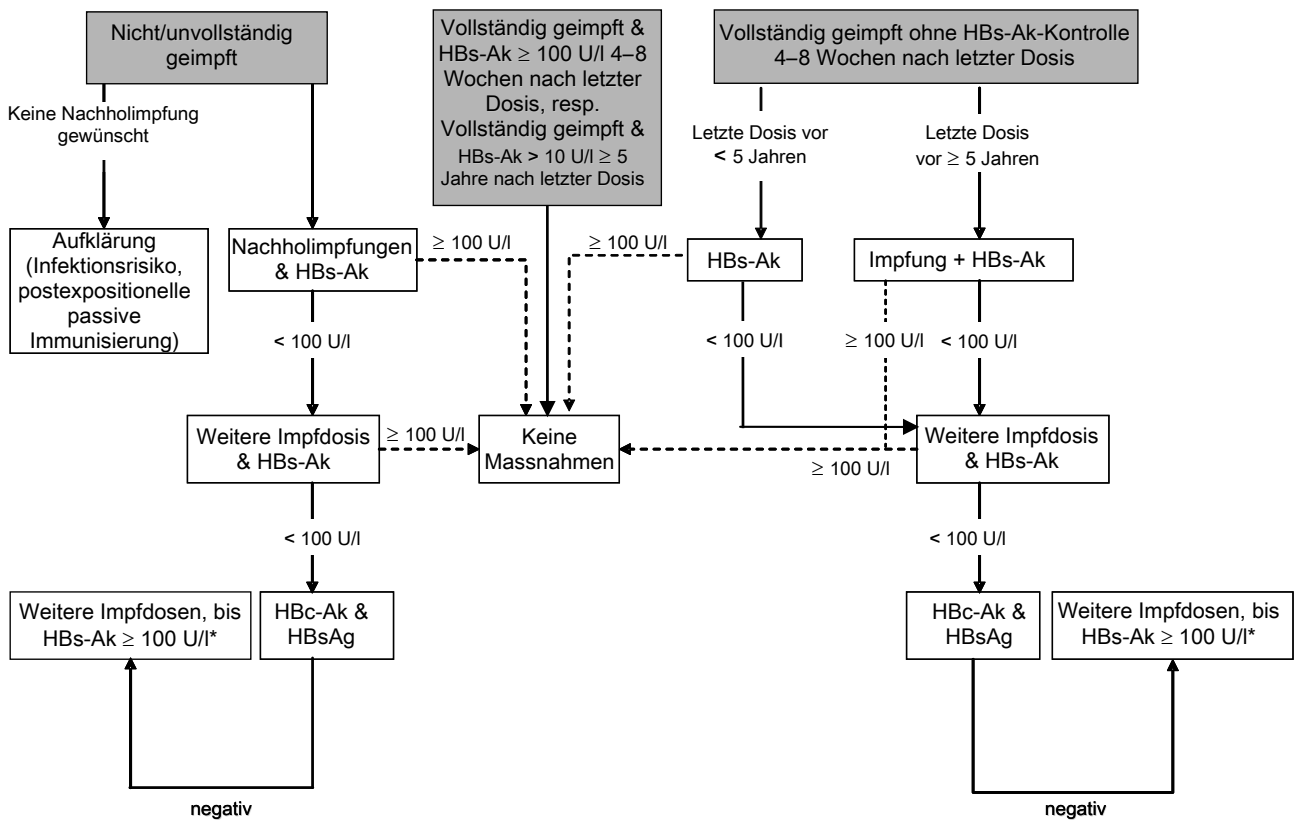 Nicht/unvollständig
geimpft
Vollständig geimpft &
HBs-Ak ≥ 100 U/l 4–8
Wochen nach letzter
Dosis, resp.
Vollständig geimpft &
HBs-Ak > 10 U/l ≥ 5
Jahre nach letzter Dosis
Vollständig geimpft ohne HBs-Ak-Kontrolle
4–8 Wochen nach letzter Dosis
Keine Nachholimpfung
gewünscht
Letzte Dosis vor
< 5 Jahren
Letzte Dosis
vor ≥ 5 Jahren
Aufklärung
(Infektionsrisiko,
postexpositionelle
passive
Immunisierung)
Nachholimpfungen
& HBs-Ak
≥ 100 U/l
≥ 100 U/l
HBs-Ak
Impfung + HBs-Ak
< 100 U/l
< 100 U/l
≥ 100 U/l
< 100 U/l
Weitere Impfdosis
& HBs-Ak
≥ 100 U/l
Keine
Massnahmen
≥ 100 U/l
Weitere Impfdosis
& HBs-Ak
< 100 U/l
< 100 U/l
Weitere Impfdosen, bis
HBs-Ak ≥ 100 U/l*
HBc-Ak &
HBsAg
HBc-Ak &
HBsAg
Weitere Impfdosen, bis
HBs-Ak ≥ 100 U/l*
negativ
negativ